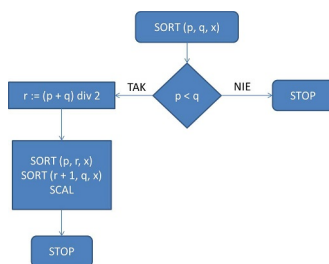 SORT (p, q, x)
TAK
NIE
r := (p + q) div 2
p < q
STOP
SORT (p, r, x)
SORT (r + 1, q, x)
SCAL
STOP